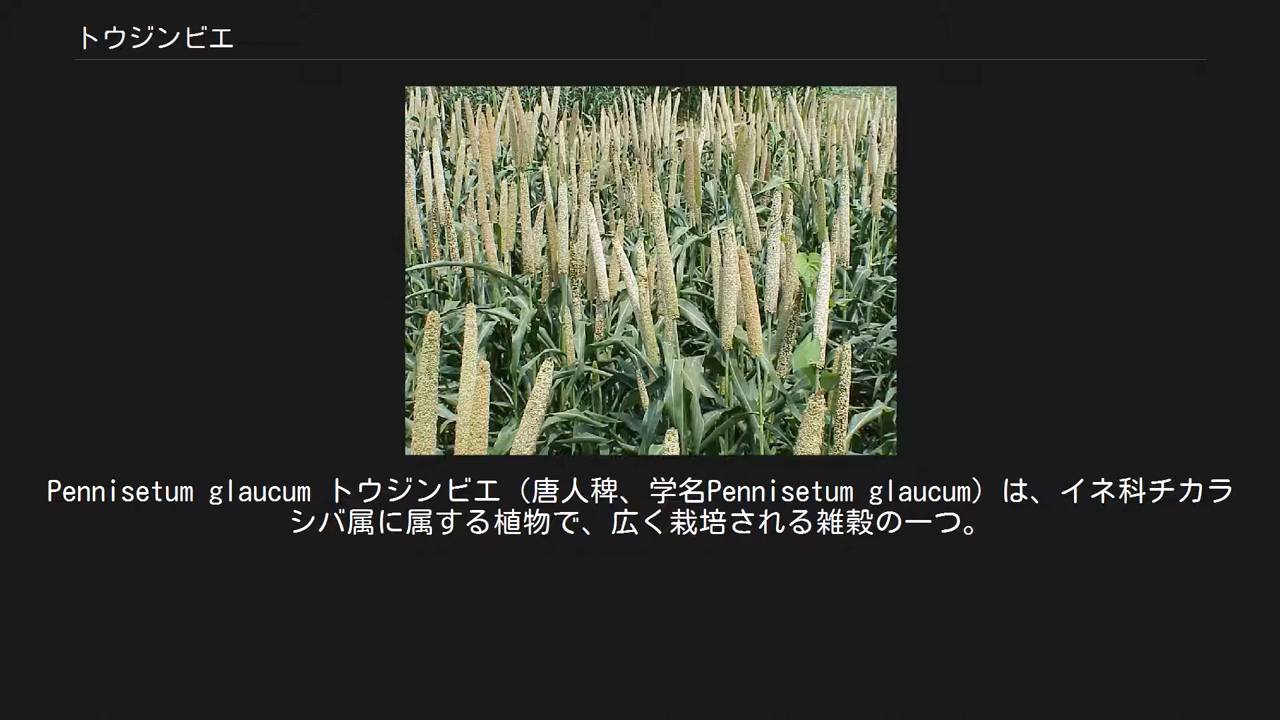 トウジンビエ
Pennisetum glaucum トウジンビエ（唐人稗、学名Pennisetum glaucum）は、イネ科チカラ
シバ属に属する植物で、広く栽培される雑穀の一つ。